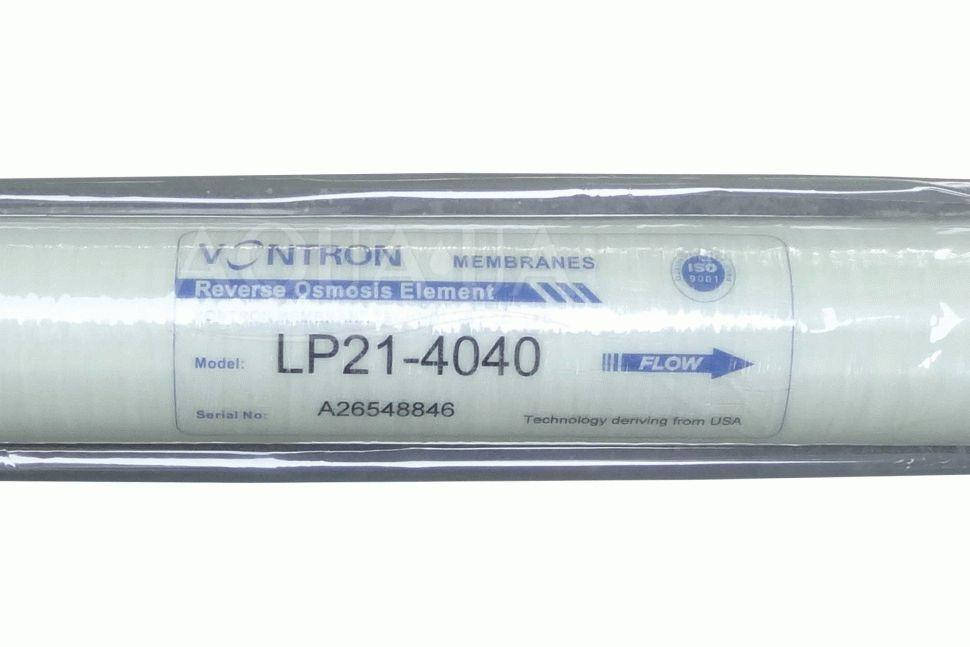 VONTRON MEMBRANES
ISO
9001
Reverse Osmosis Element
Model: LP21-4040
FLOW
Serial No: A26548846
Technology deriving from USA